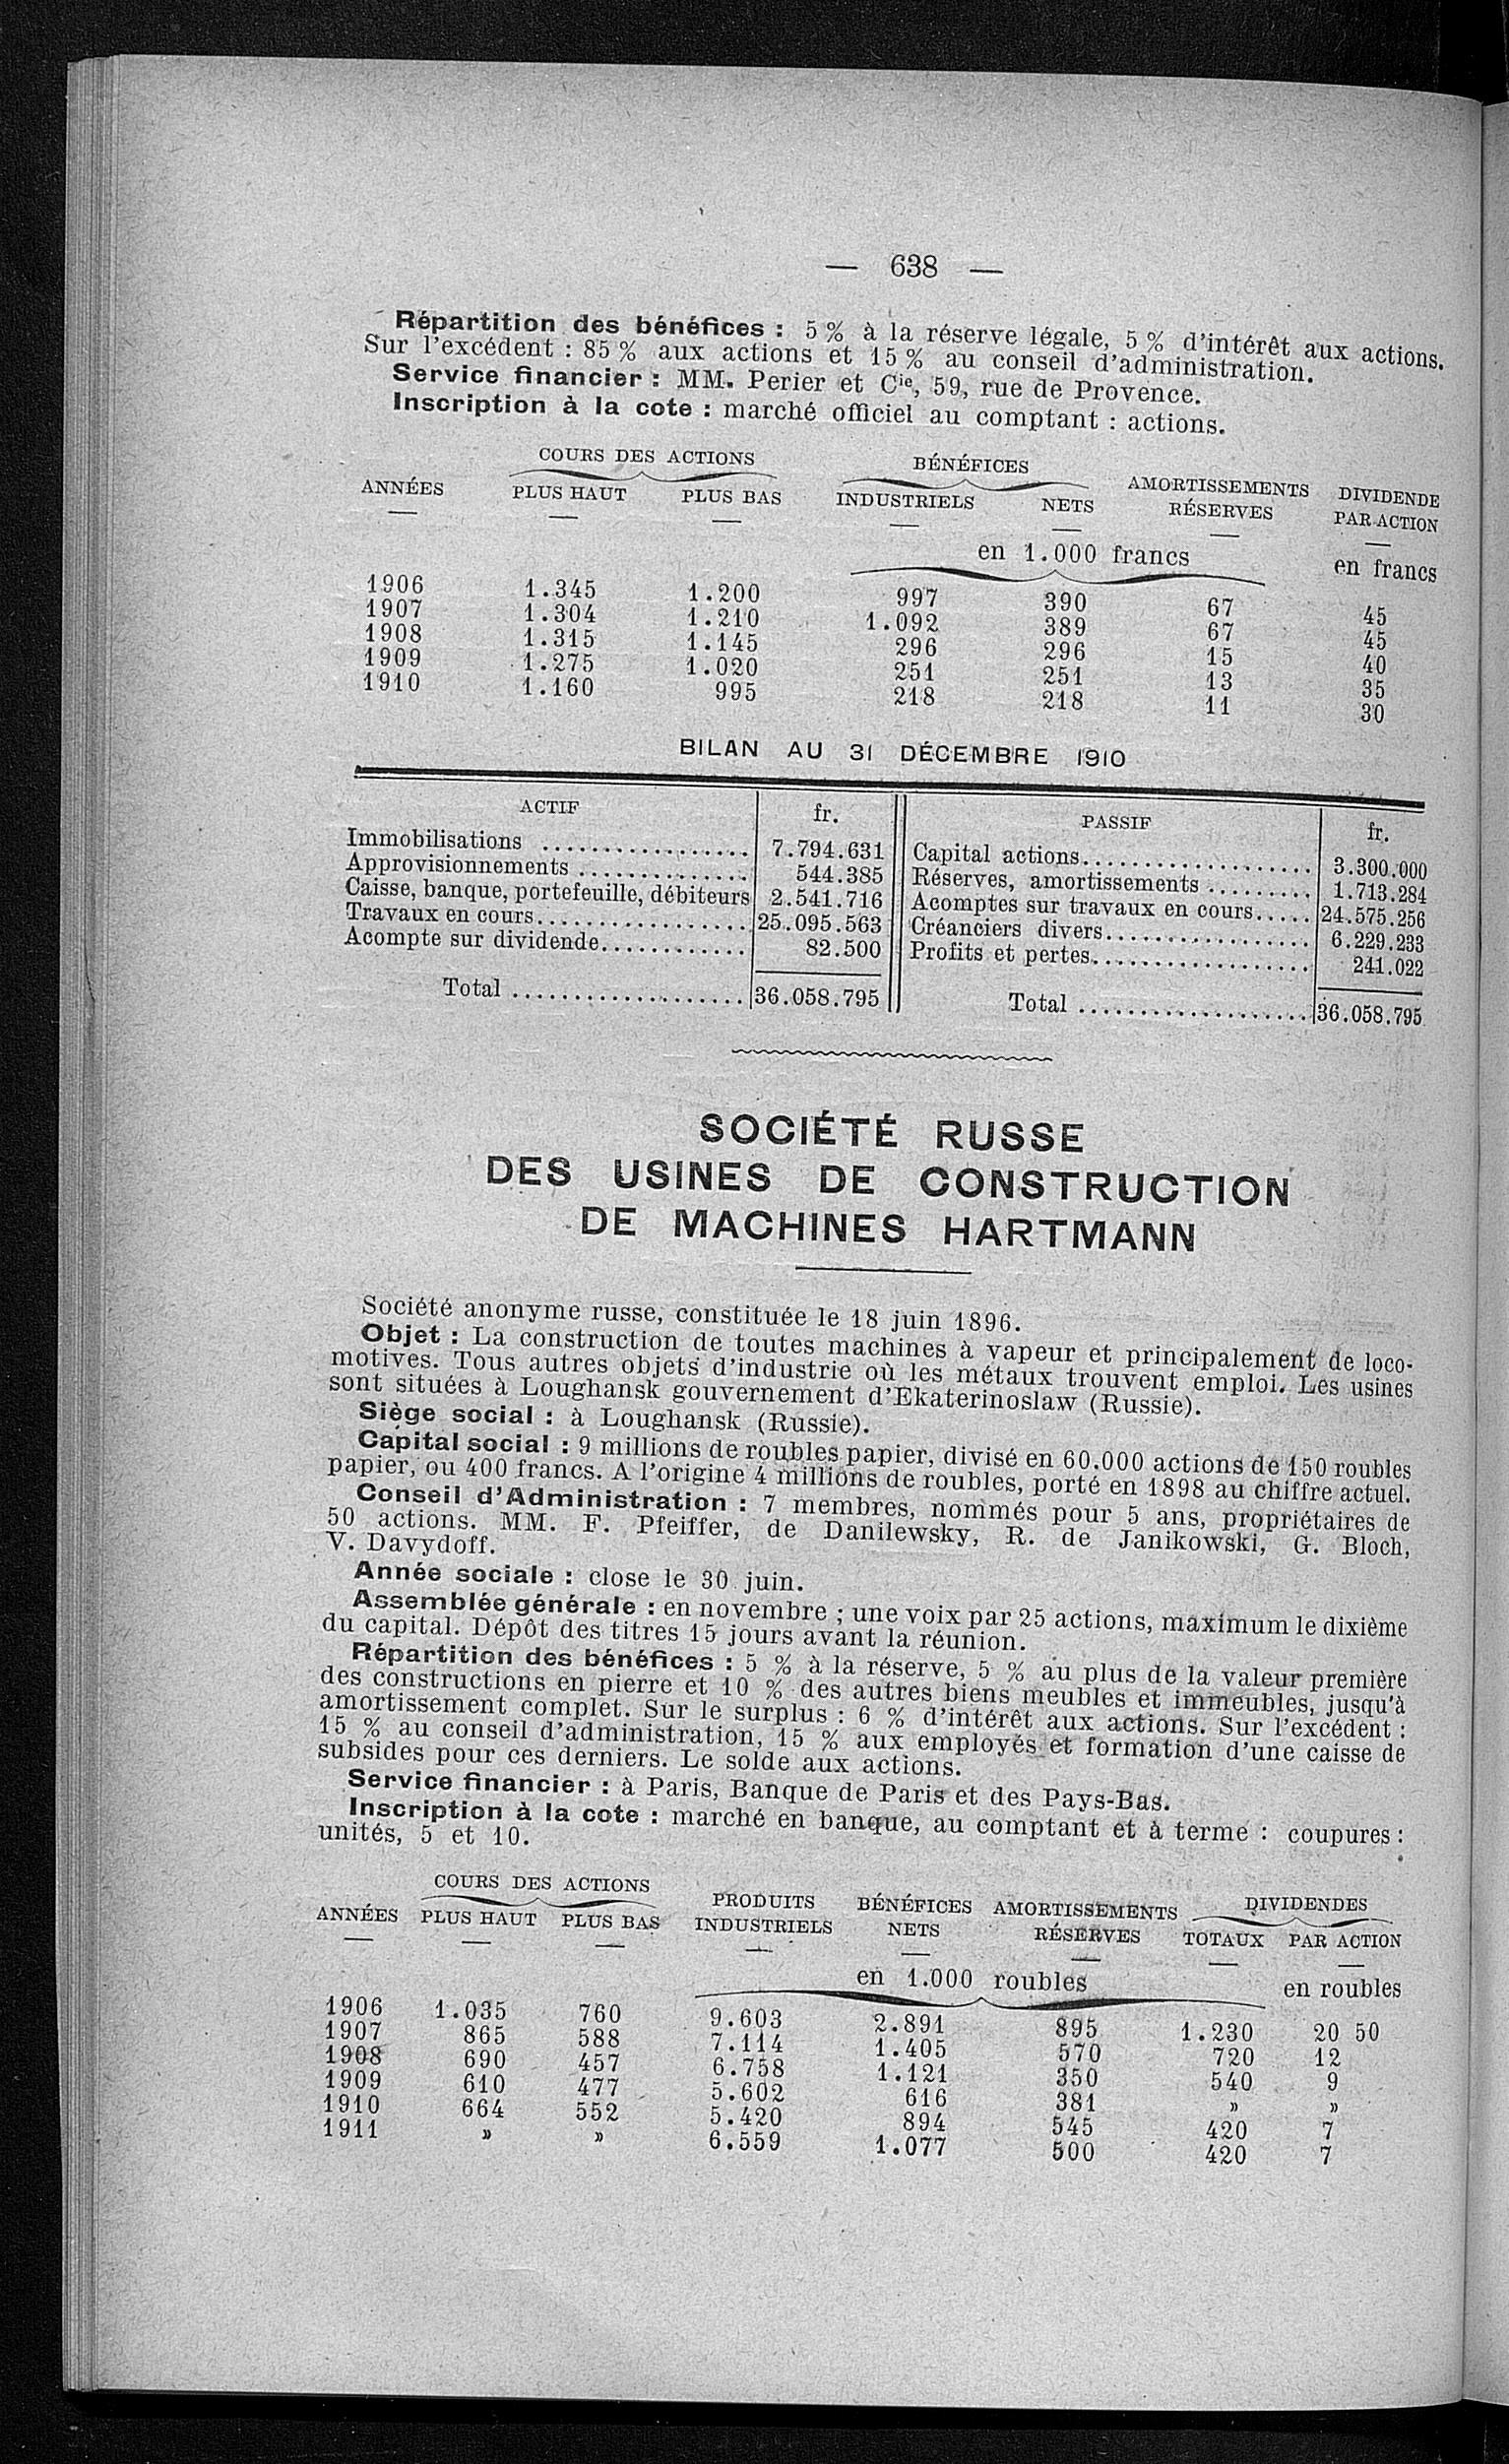 — 638 —
Répartition des bénéfices : 5 % à la réserve légale, 5 % d'intérêt aux actions.
Sur l'excédent : 85 % aux actions et 15 % au conseil d'administration.
Service financier : MM. Perier et Cie, 59, rue de Provence.
Inscription à la cote : marché officiel au comptant : actions.
COURS DES ACTIONS BÉNÉFICES AMORTISSEMENTS DIVIDENDE
ANNÉES PLUS HAUT PLUS BAS INDUSTRIELS NETS RÉSERVES PAR ACTION
en 1.000 francs en francs
1906 1.345 1.200 997 390 67 45
1907 1.304 1.210 1.092 389 67 45
1908 1.315 1.145 296 296 15 40
1909 1.275 1.020 251 251 13 35
1910 1.160 995 218 218 11 30
BILAN AU 31 DÉCEMBRE 1910
ACTIF fr. PASSIF fr.
Immobilisations ................. 7.794.631 Capital actions................... 3.300.000
Approvisionnements .............. 544.385 Réserves, amortissements ......... 1.713.284
Caisse, banque, portefeuille, débiteurs 2.541.716 Acomptes sur travaux en cours..... 24.575.256
Travaux en cours................. 25.095.563 Créanciers divers................. 6.229.233
Acompte sur dividende............ 82.500 Profits et pertes.................. 241.022
Total ................... 36.058.795 Total ................... 36.058.795
SOCIÉTÉ RUSSE
DES USINES DE CONSTRUCTION
DE MACHINES HARTMANN
Société anonyme russe, constituée le 18 juin 1896.
Objet : La construction de toutes machines à vapeur et principalement de loco-
motives. Tous autres objets d'industrie où les métaux trouvent emploi. Les usines
sont situées à Loughansk gouvernement d'Ekaterinoslaw (Russie).
Siège social : à Loughansk (Russie).
Capital social : 9 millions de roubles papier, divisé en 60.000 actions de 150 roubles
papier, ou 400 francs. A l'origine 4 millions de roubles, porté en 1898 au chiffre actuel.
Conseil d'Administration : 7 membres, nommés pour 5 ans, propriétaires de
50 actions. MM. F. Pfeiffer, de Danilewsky, R. de Janikowski, G. Bloch,
V. Davydoff.
Année sociale : close le 30 juin.
Assemblée générale : en novembre ; une voix par 25 actions, maximum le dixième
du capital. Dépôt des titres 15 jours avant la réunion.
Répartition des bénéfices : 5 % à la réserve, 5 % au plus de la valeur première
des constructions en pierre et 10 % des autres biens meubles et immeubles, jusqu'à
amortissement complet. Sur le surplus : 6 % d'intérêt aux actions. Sur l'excédent :
15 % au conseil d'administration, 15 % aux employés et formation d'une caisse de
subsides pour ces derniers. Le solde aux actions.
Service financier : à Paris, Banque de Paris et des Pays-Bas.
Inscription à la cote : marché en banque, au comptant et à terme : coupures :
unités, 5 et 10.
COURS DES ACTIONS PRODUITS BÉNÉFICES AMORTISSEMENTS DIVIDENDES
ANNÉES PLUS HAUT PLUS BAS INDUSTRIELS NETS RÉSERVES TOTAUX PAR ACTION
en 1.000 roubles en roubles
1906 1.035 760 9.603 2.891 895 1.230 20 50
1907 865 588 7.114 1.405 570 720 12
1908 690 457 6.758 1.121 350 540 9
1909 610 477 5.602 616 381 » »
1910 664 552 5.420 894 545 420 7
1911 » » 6.559 1.077 500 420 7